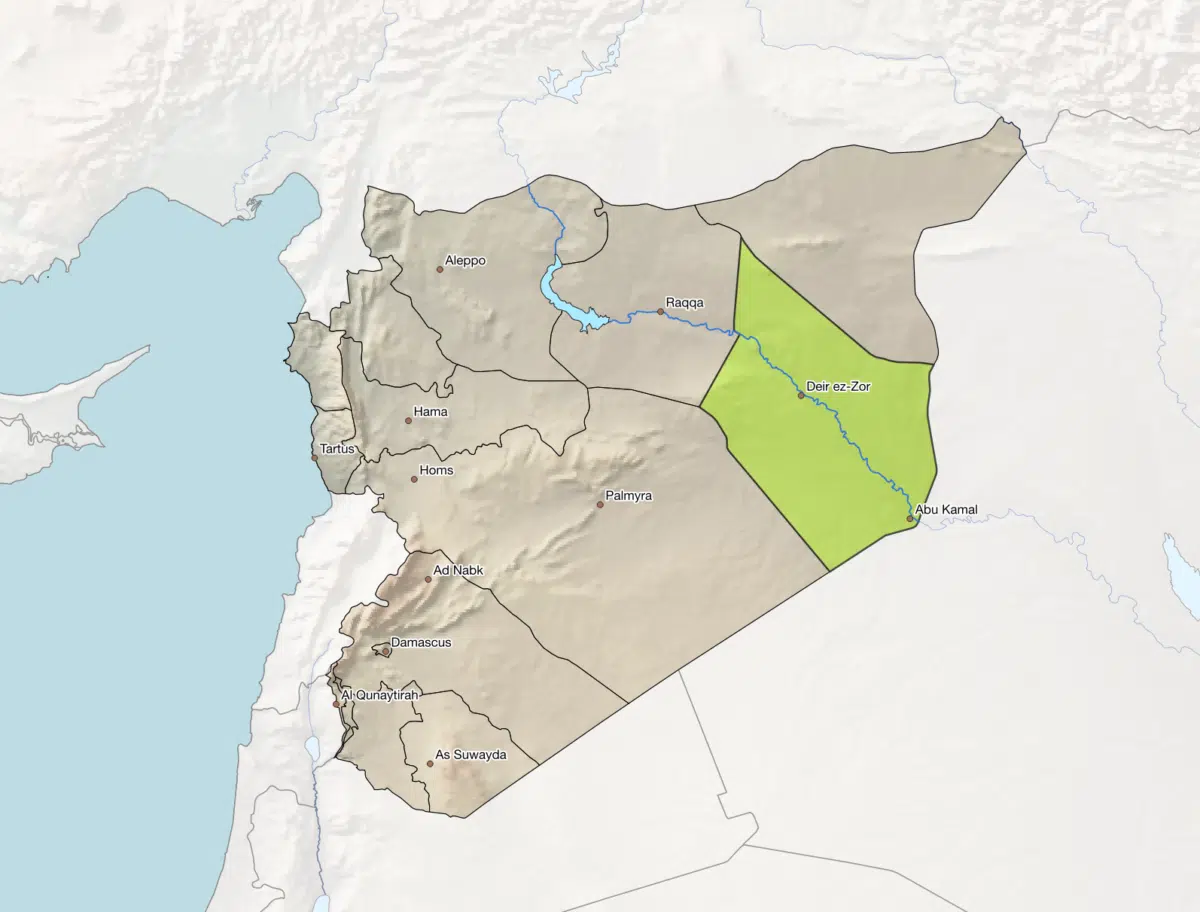 Aleppo
Raqqa
Deir ez-Zor
Hama
Tartus
Homs
Palmyra
Abu Kamal
Ad Nabk
Damascus
Al Qunaytirah
As Suwayda